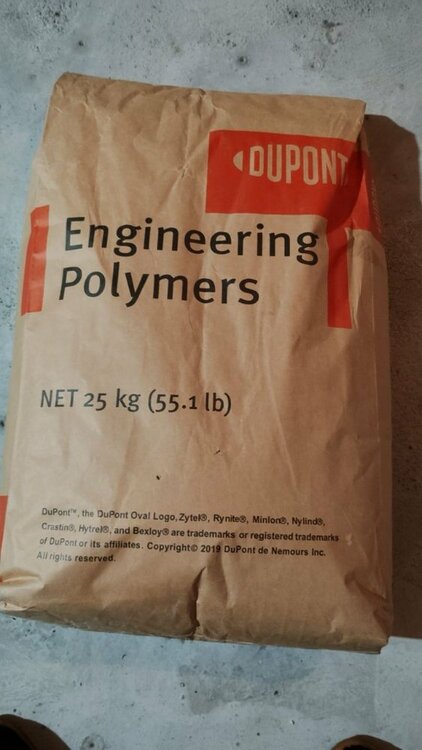 DUPONT
Engineering
Polymers
NET 25 kg (55.1 lb)
DuPont™, the DuPont Oval Logo, Zytel®, Rynite®, Minlon®, Nylind®,
Crastin®, Hytrel®, and Bexloy® are trademarks or registered trademarks
of DuPont or its affiliates. Copyright© 2019 DuPont de Nemours Inc.
All rights reserved.